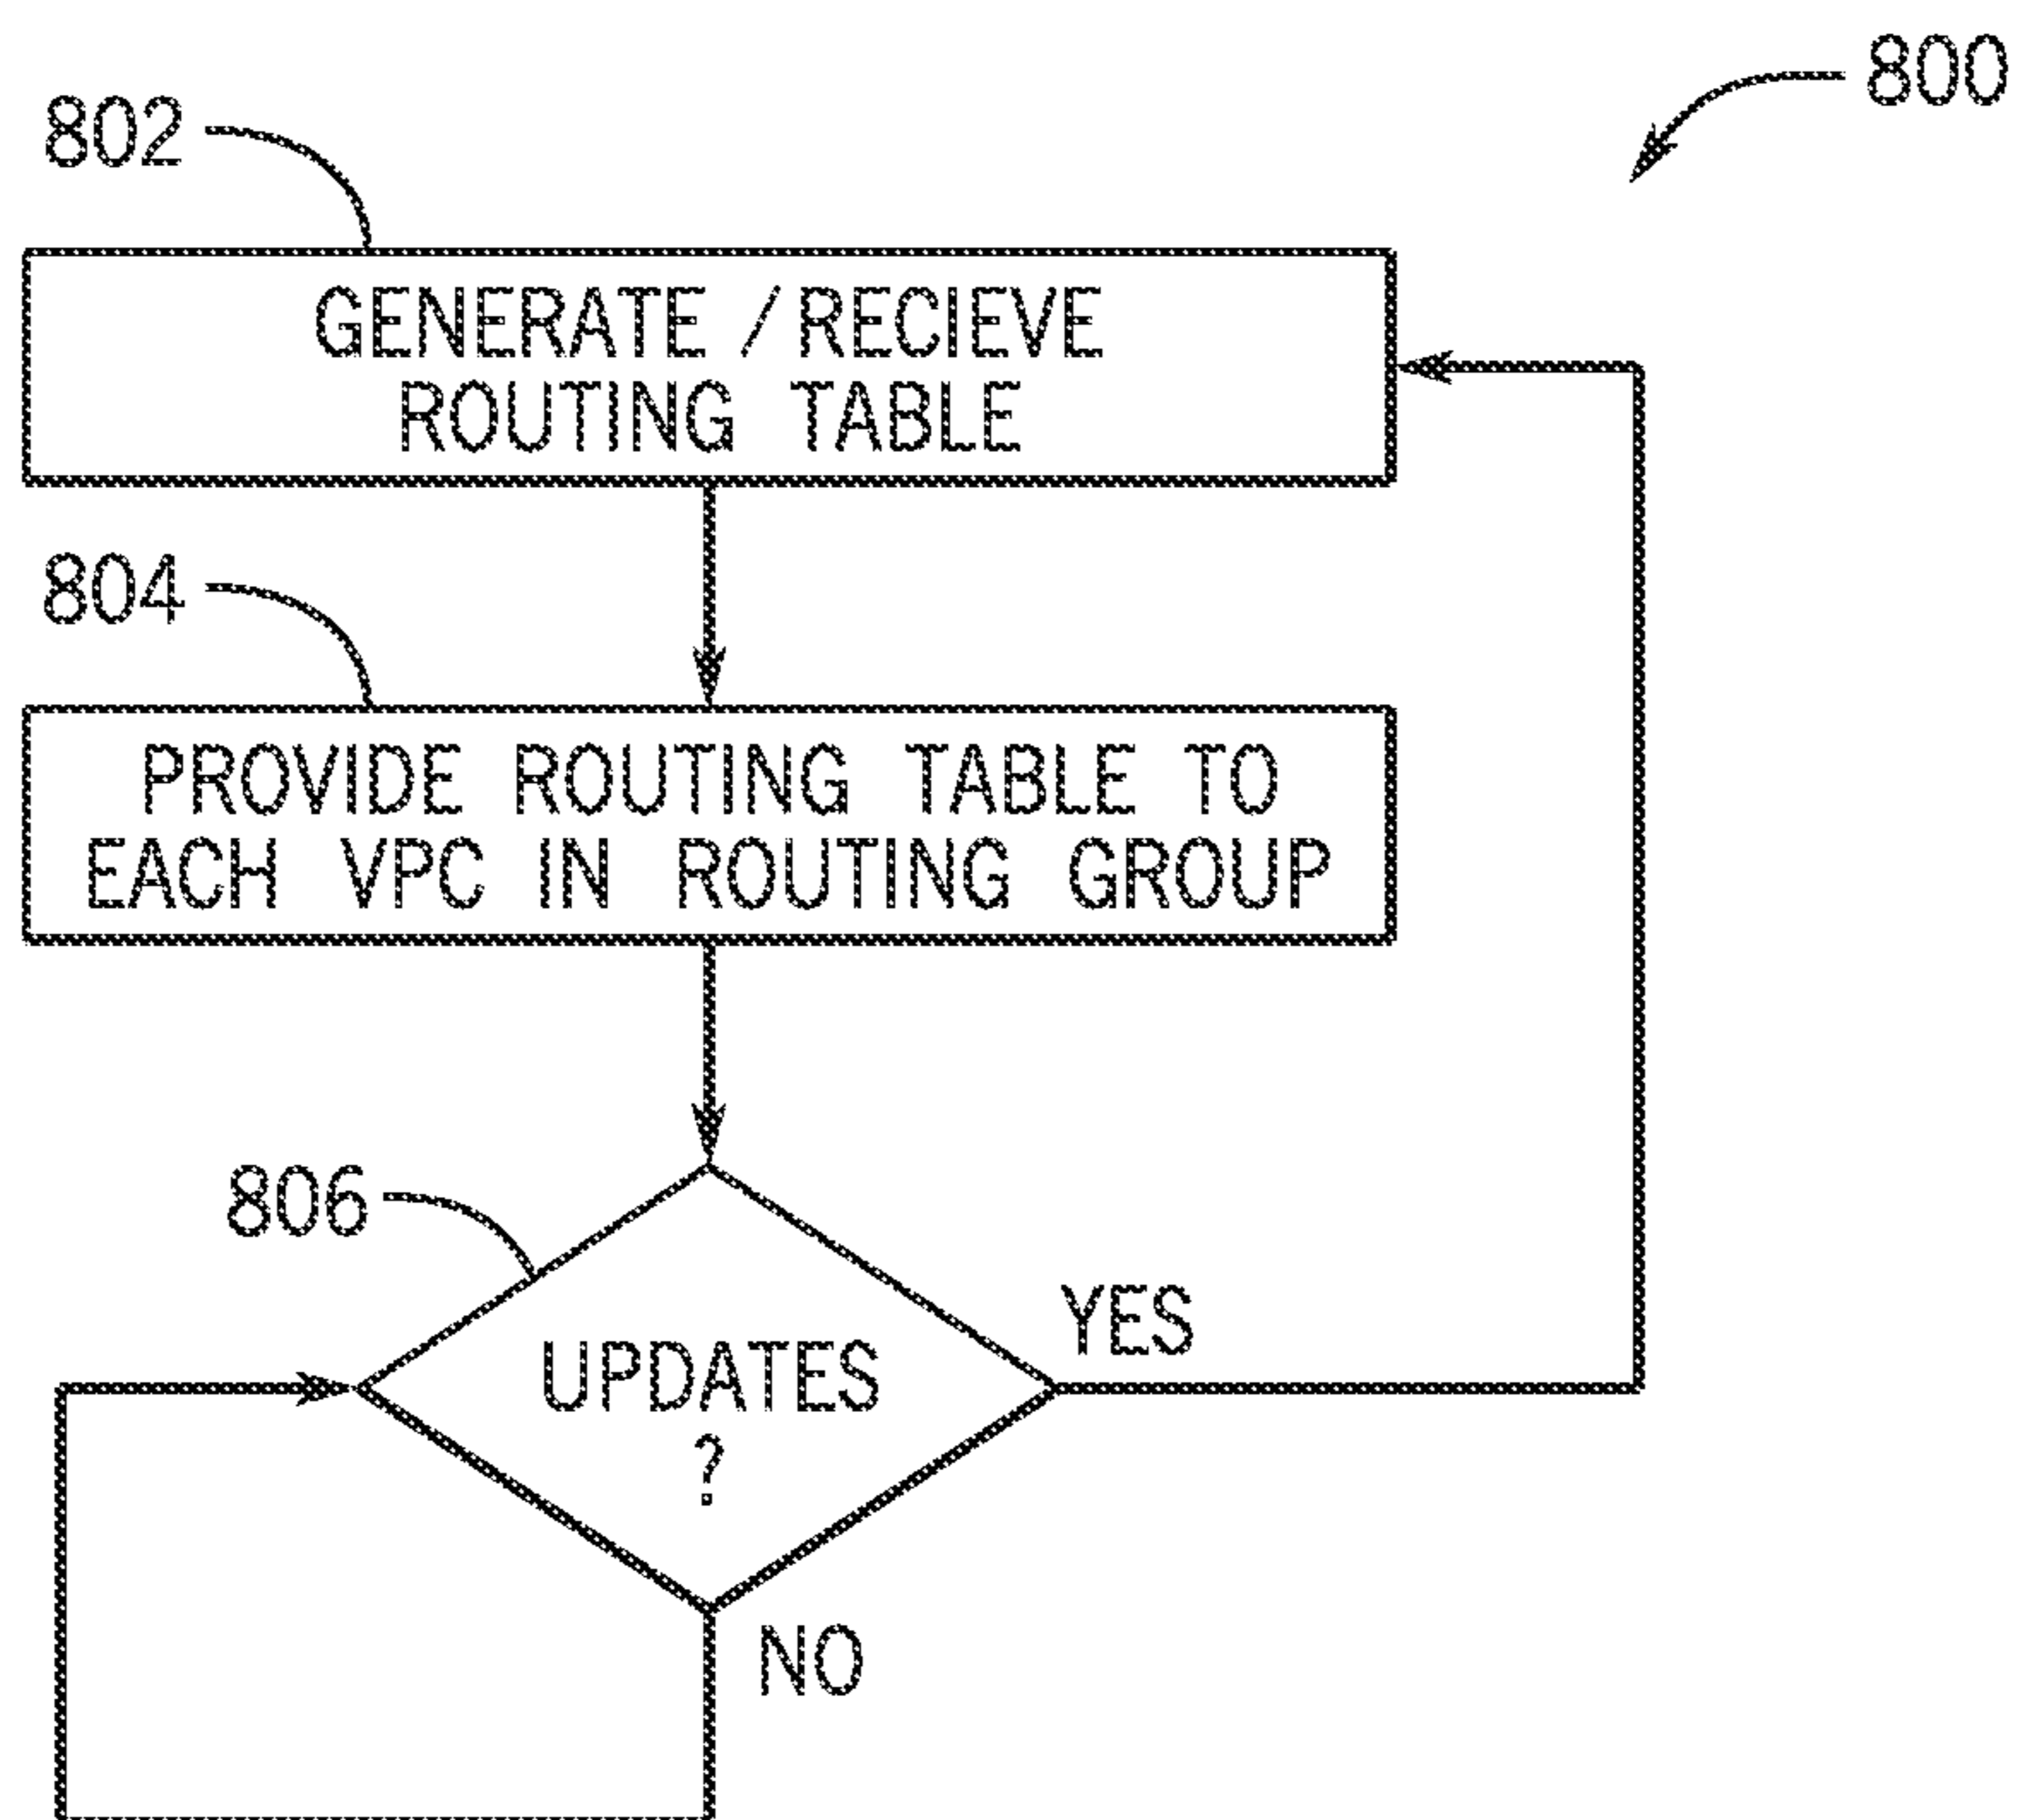 800
802
GENERATE / RECIEVE
ROUTING TABLE
804
PROVIDE ROUTING TABLE TO
EACH VPC IN ROUTING GROUP
806
YES
UPDATES
?
NO